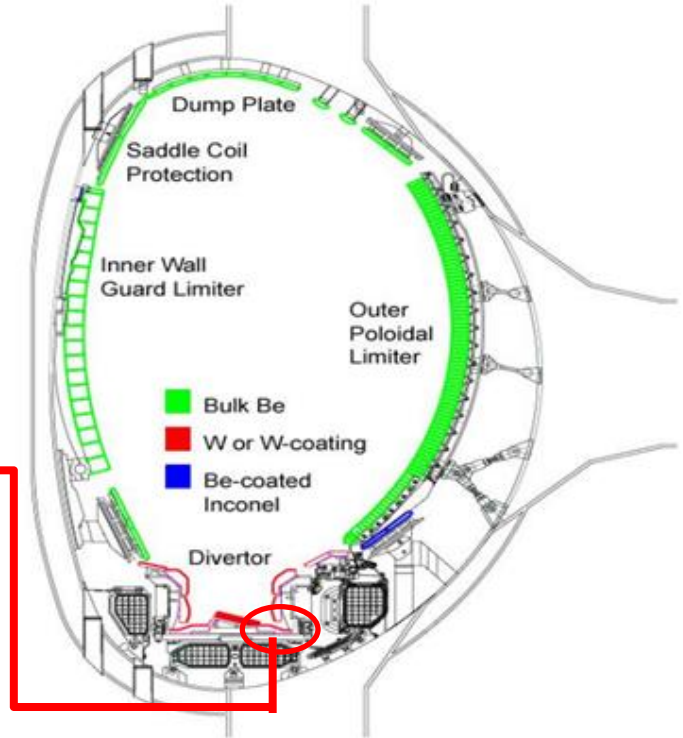 Dump Plate
Saddle Coil
Protection
Inner Wall
Guard Limiter
Outer
Poloidal
Limiter
Bulk Be
W or W-coating
Be-coated
Inconel
Divertor